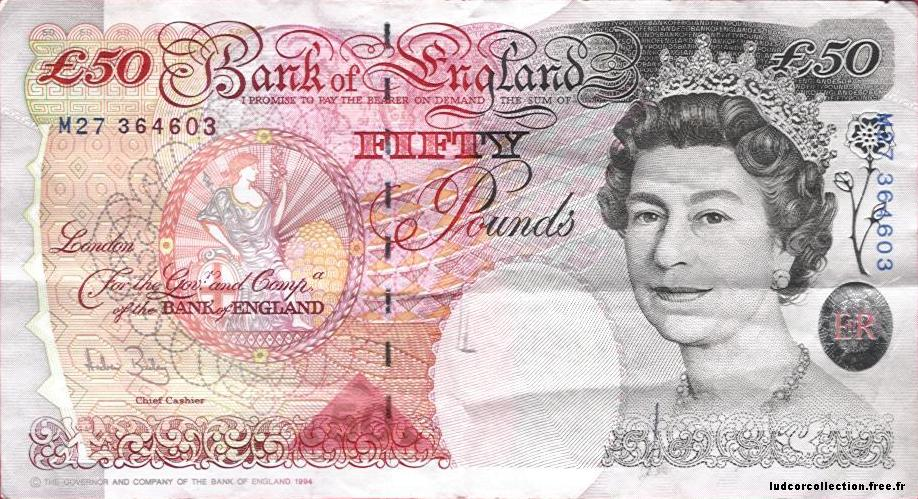 £50 Bank of England £50
I PROMISE TO PAY THE BEARER ON DEMAND THE SUM OF
M27 364603
FIFTY
Pounds
M27 364603
London
For the Govr. and Compa.
of the BANK of ENGLAND
ER
Andrew Bailey
Chief Cashier
© THE GOVERNOR AND COMPANY OF THE BANK OF ENGLAND 1994
ludcorcollection.free.fr